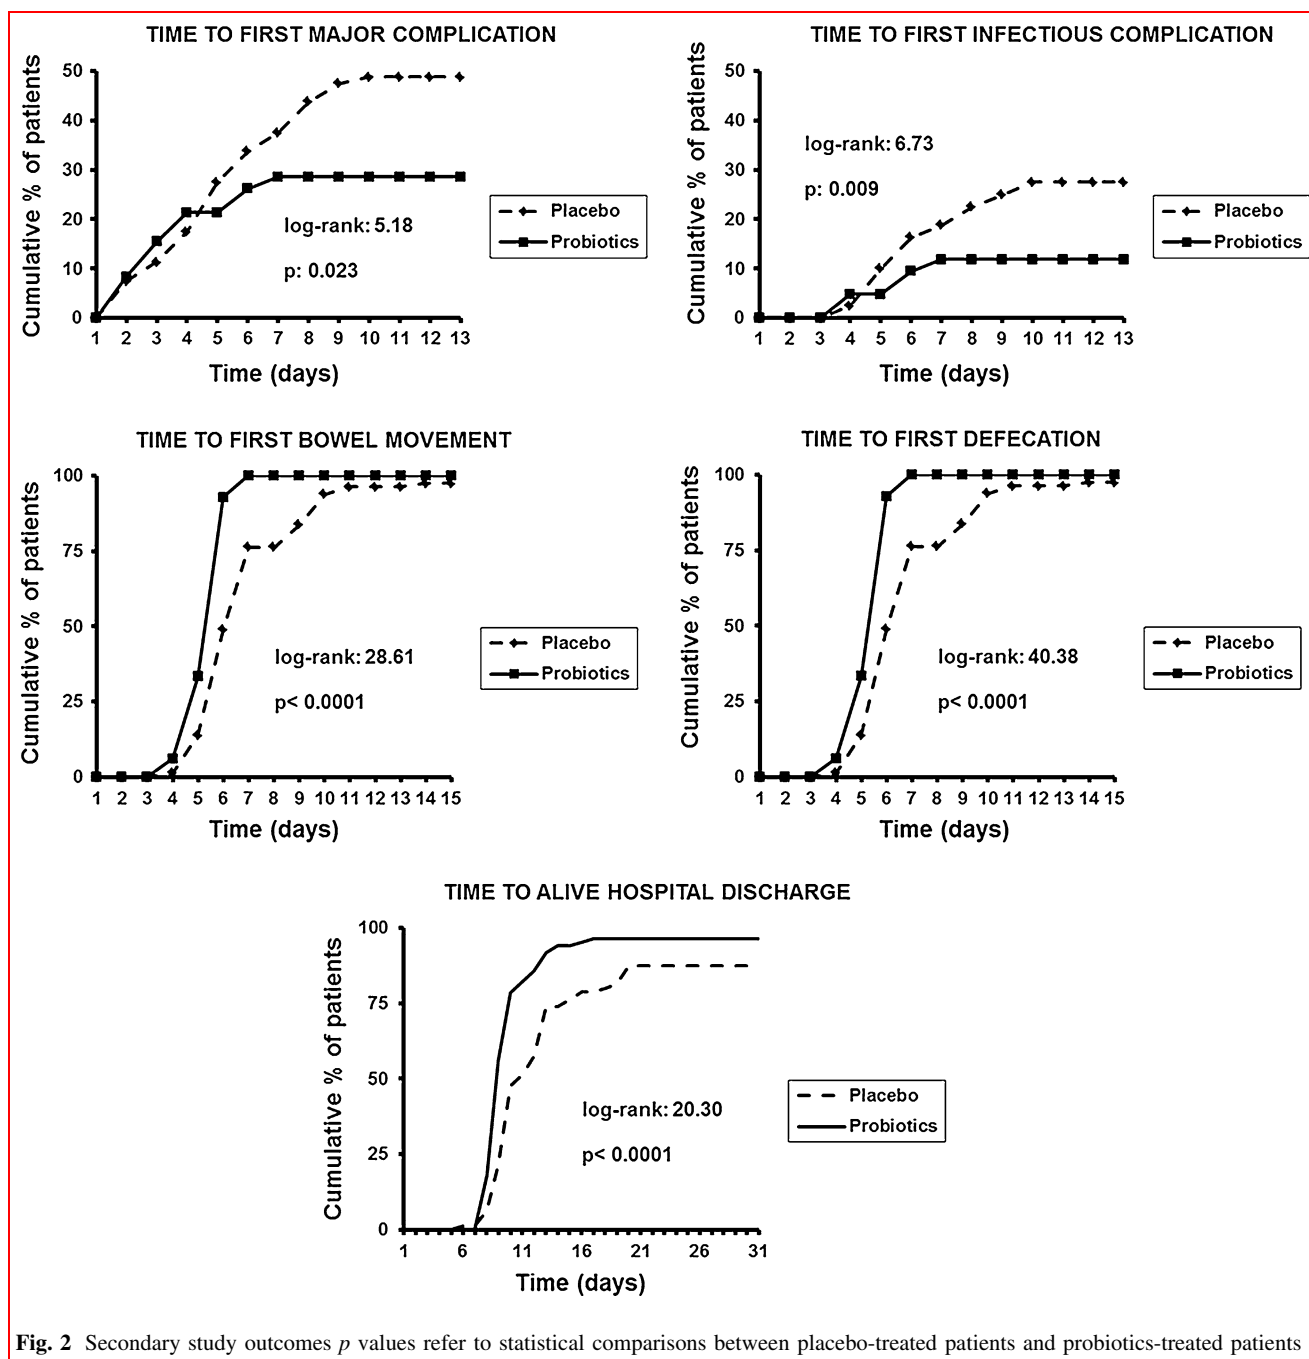 TIME TO FIRST MAJOR COMPLICATION
Cumulative % of patients
50
40
30
20
10
0
log-rank: 5.18
p: 0.023
Placebo
Probiotics
1 2 3 4 5 6 7 8 9 10 11 12 13
Time (days)
TIME TO FIRST INFECTIOUS COMPLICATION
Cumulative % of patients
50
40
30
20
10
0
log-rank: 6.73
p: 0.009
Placebo
Probiotics
1 2 3 4 5 6 7 8 9 10 11 12 13
Time (days)
TIME TO FIRST BOWEL MOVEMENT
Cumulative % of patients
100
75
50
25
0
log-rank: 28.61
p< 0.0001
Placebo
Probiotics
1 2 3 4 5 6 7 8 9 10 11 12 13 14 15
Time (days)
TIME TO FIRST DEFECATION
Cumulative % of patients
100
75
50
25
0
log-rank: 40.38
p< 0.0001
Placebo
Probiotics
1 2 3 4 5 6 7 8 9 10 11 12 13 14 15
Time (days)
TIME TO ALIVE HOSPITAL DISCHARGE
Cumulative % of patients
100
75
50
25
0
log-rank: 20.30
p< 0.0001
Placebo
Probiotics
1 6 11 16 21 26 31
Time (days)
Fig. 2 Secondary study outcomes p values refer to statistical comparisons between placebo-treated patients and probiotics-treated patients